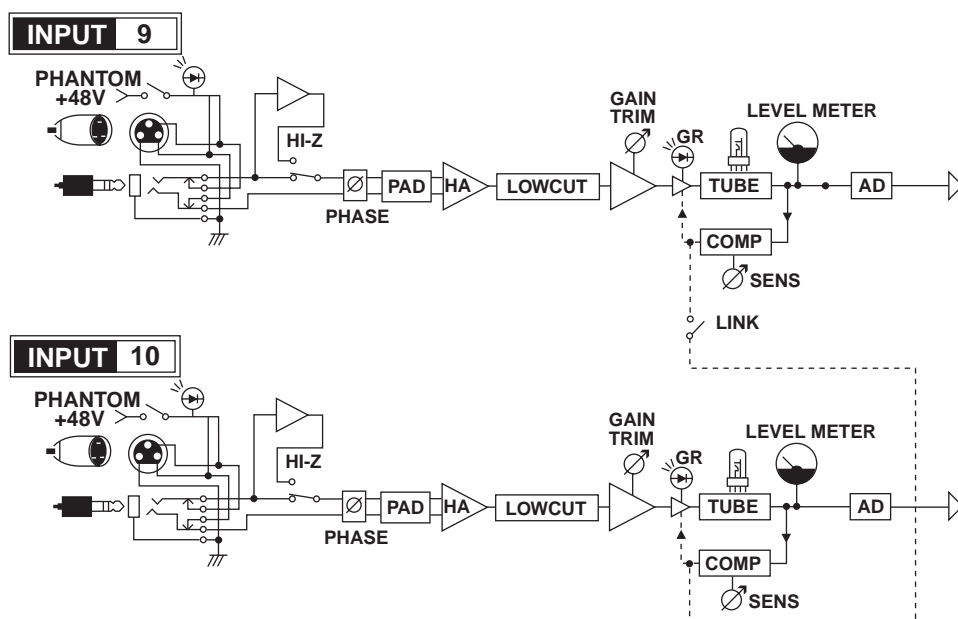 INPUT 9
PHANTOM
+48V
HI-Z
PHASE
PAD
HA
LOWCUT
GAIN
TRIM
GR
TUBE
LEVEL METER
AD
COMP
SENS
LINK
INPUT 10
PHANTOM
+48V
HI-Z
PHASE
PAD
HA
LOWCUT
GAIN
TRIM
GR
TUBE
LEVEL METER
AD
COMP
SENS